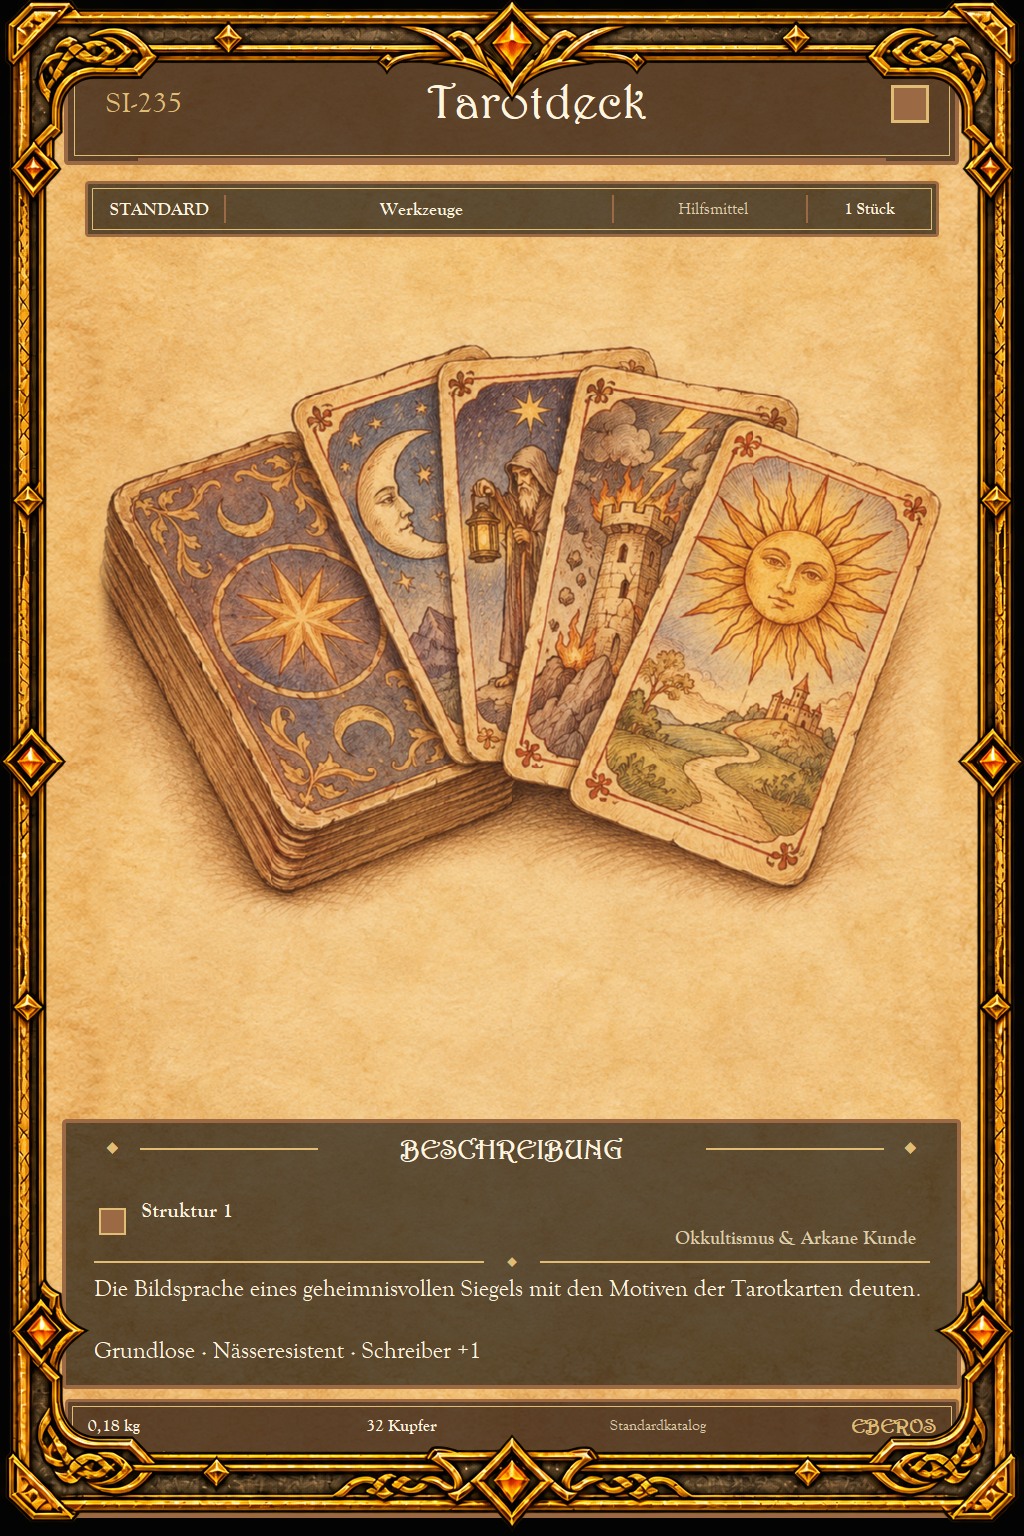 SI-235
Tarotdeck
STANDARD Werkzeuge Hilfsmittel 1 Stück
BESCHREIBUNG
Struktur 1
Okkultismus & Arkane Kunde
Die Bildsprache eines geheimnisvollen Siegels mit den Motiven der Tarotkarten deuten.
Grundlose · Nässeresistent · Schreiber +1
0,18 kg 32 Kupfer Standardkatalog EBEROS